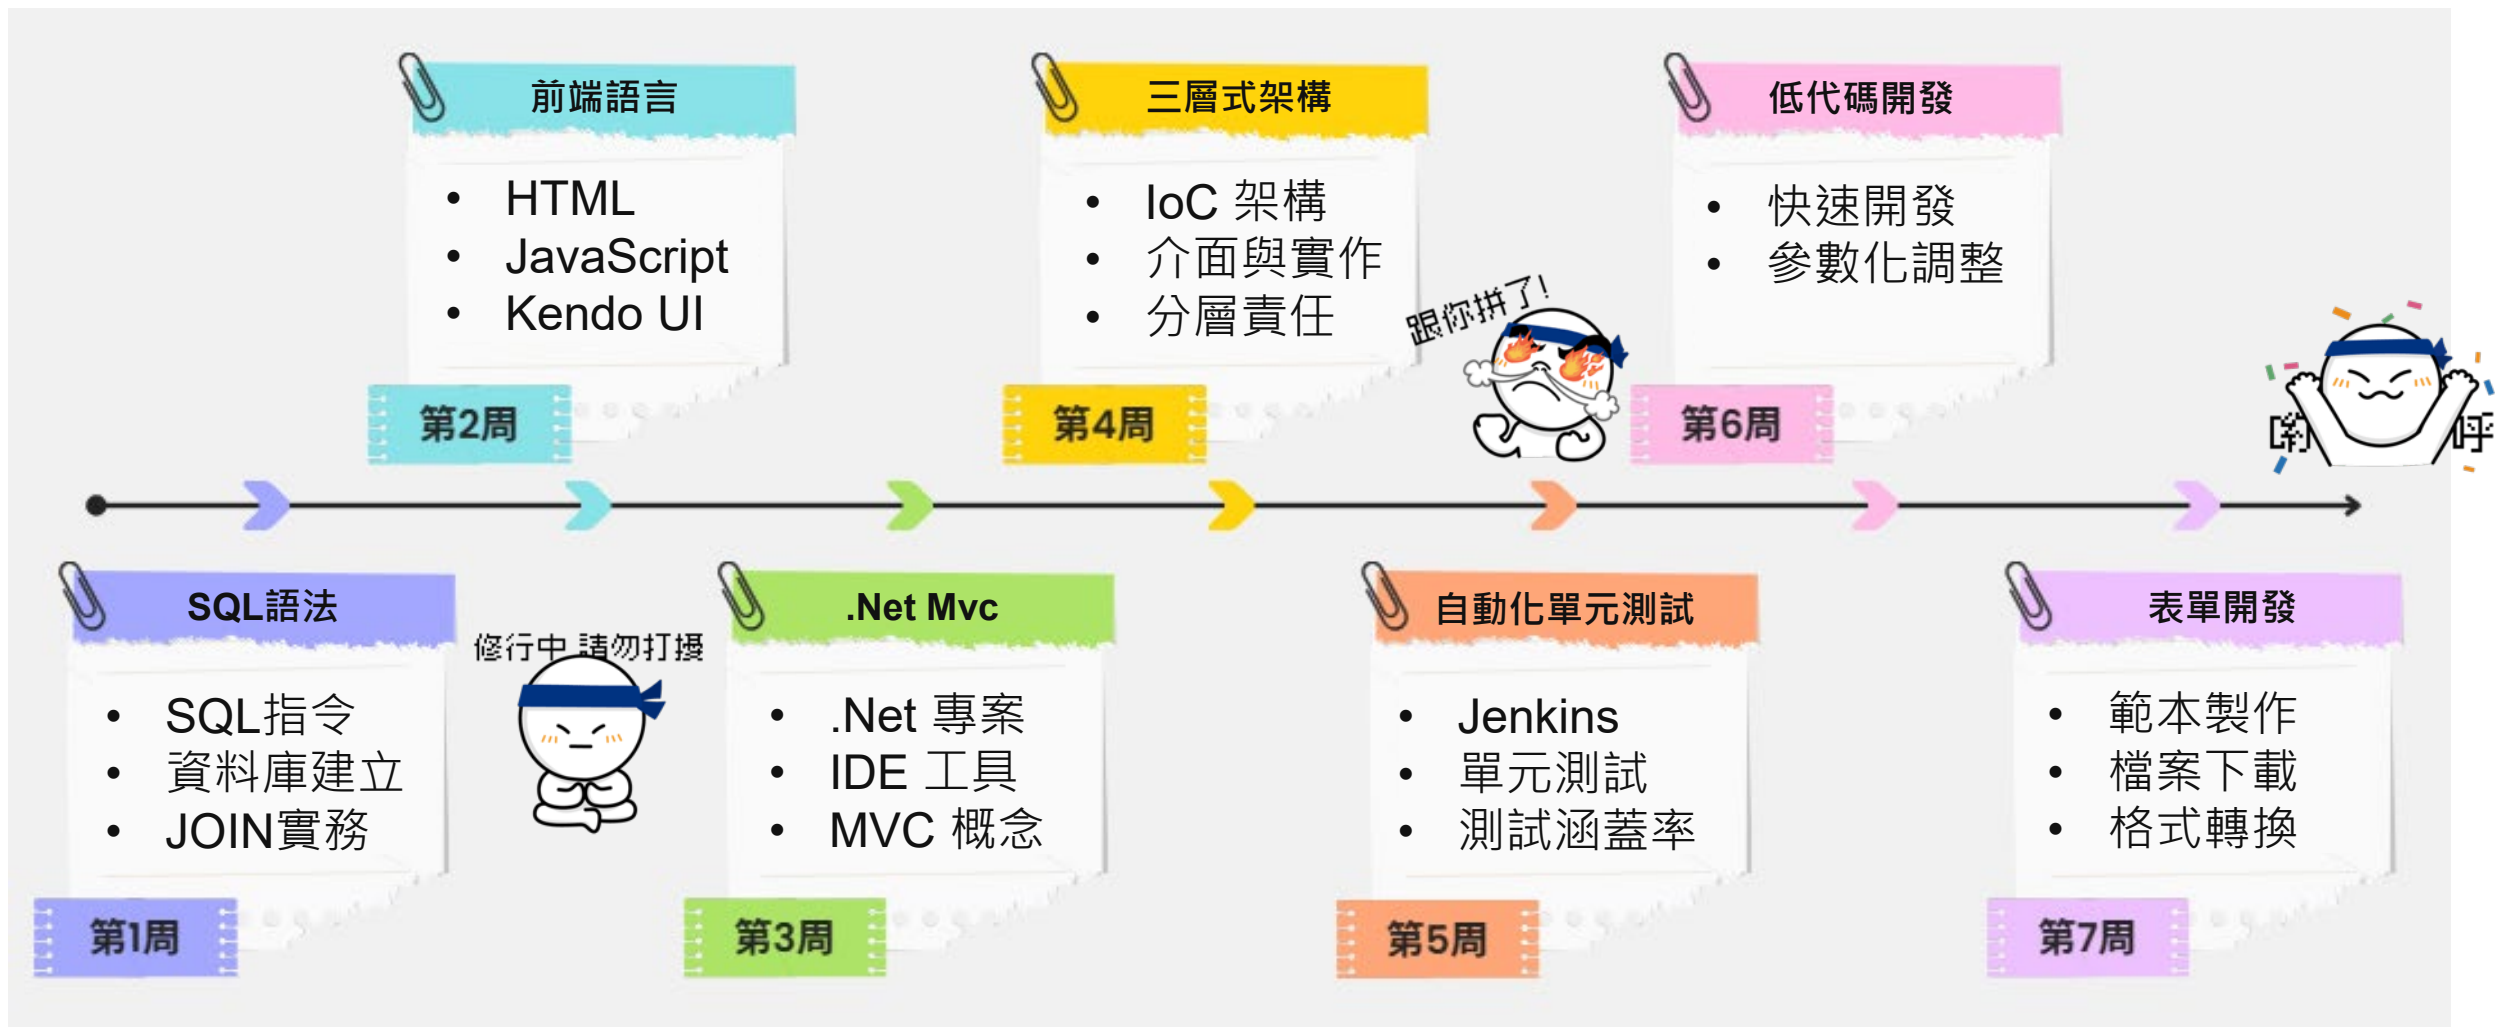 前端語言
• HTML
• JavaScript
• Kendo UI
第2周
三層式架構
• IoC 架構
• 介面與實作
• 分層責任
第4周
跟你拼了!
低代碼開發
• 快速開發
• 參數化調整
第6周
呼
SQL語法
• SQL指令
• 資料庫建立
• JOIN實務
第1周
修行中 請勿打擾
.Net Mvc
• .Net 專案
• IDE 工具
• MVC 概念
第3周
自動化單元測試
• Jenkins
• 單元測試
• 測試涵蓋率
第5周
表單開發
• 範本製作
• 檔案下載
• 格式轉換
第7周